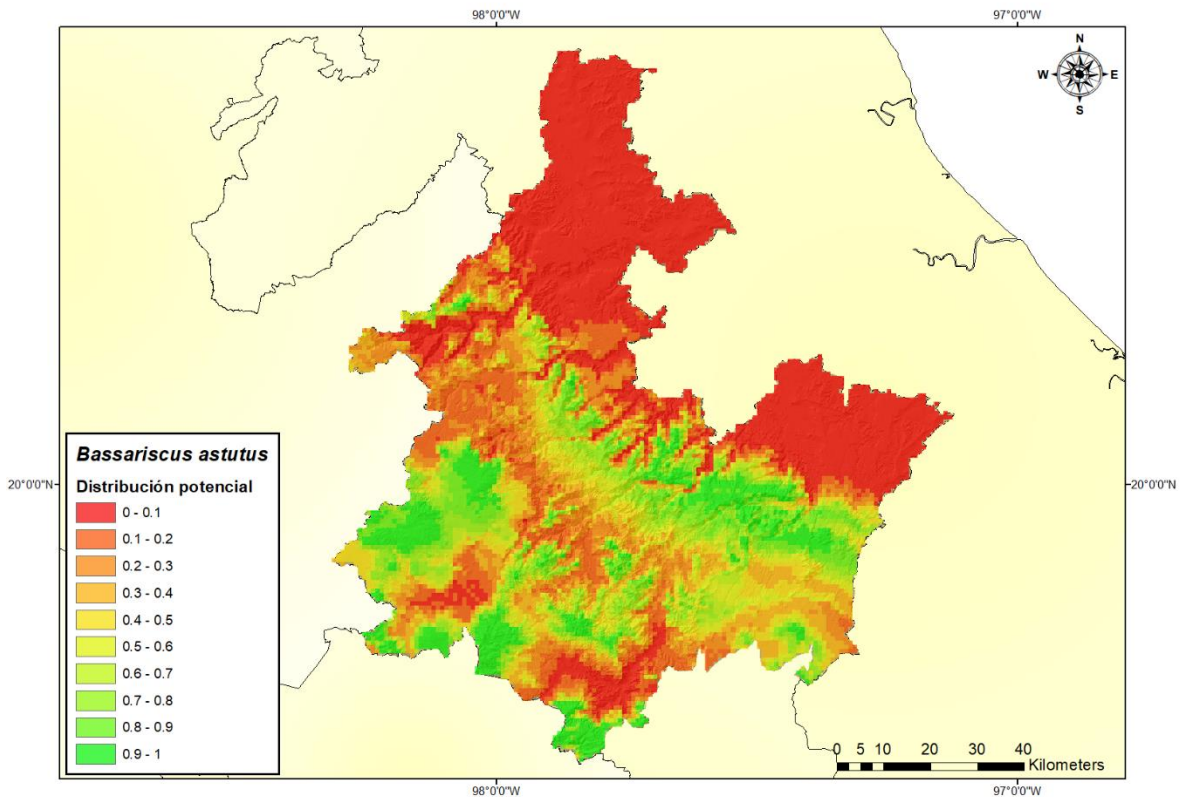 98°0'0"W
97°0'0"W
N
W
E
S
20°0'0"N
20°0'0"N
Bassariscus astutus
Distribución potencial
0 - 0.1
0.1 - 0.2
0.2 - 0.3
0.3 - 0.4
0.4 - 0.5
0.5 - 0.6
0.6 - 0.7
0.7 - 0.8
0.8 - 0.9
0.9 - 1
0 5 10 20 30 40
Kilometers
98°0'0"W
97°0'0"W